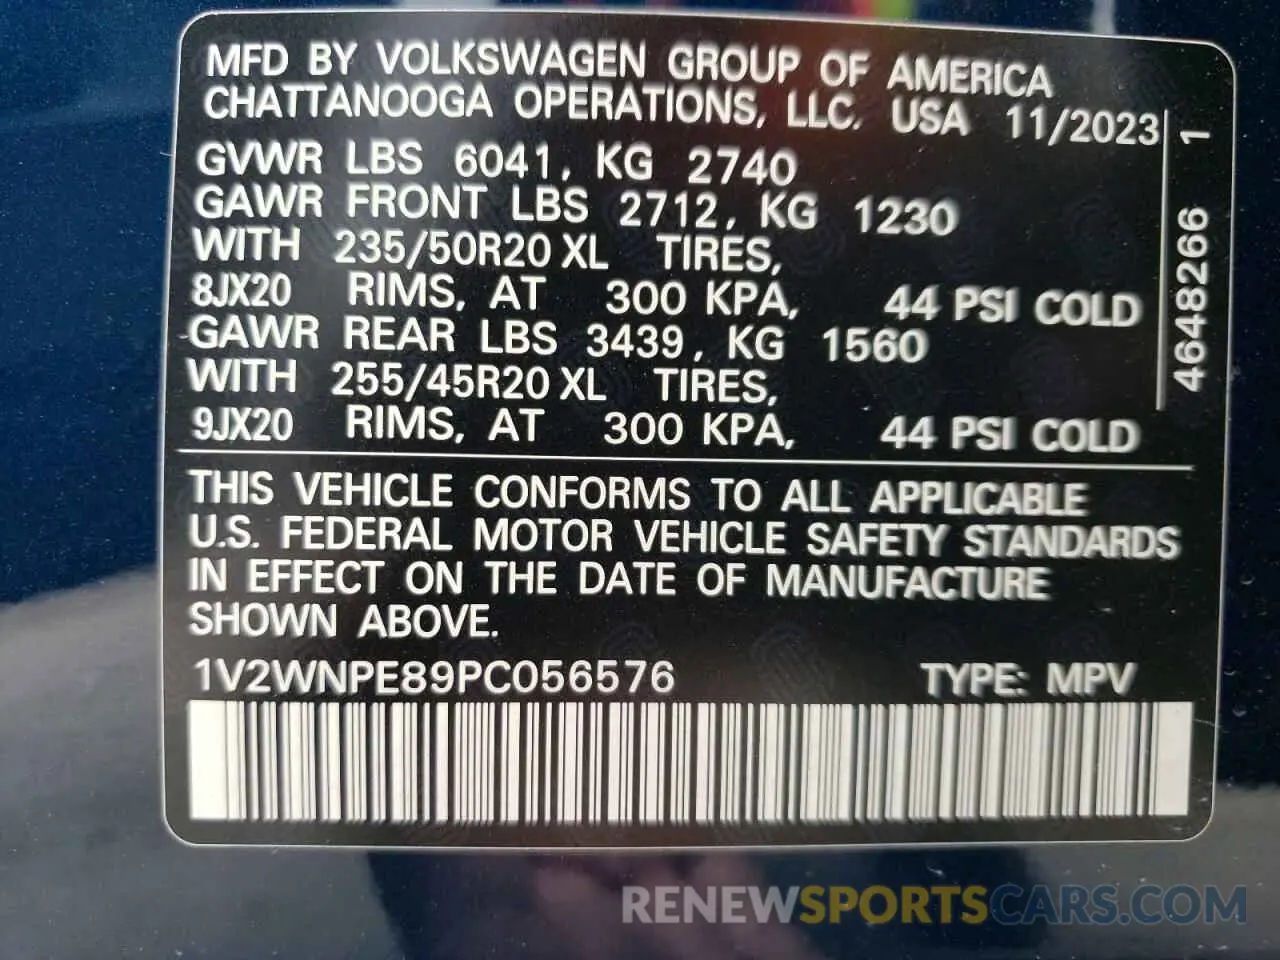 MFD BY VOLKSWAGEN GROUP OF AMERICA
CHATTANOOGA OPERATIONS, LLC. USA 11/2023
GVWR LBS 6041, KG 2740
GAWR FRONT LBS 2712, KG 1230
WITH 235/50R20 XL TIRES,
8JX20 RIMS, AT 300 KPA, 44 PSI COLD
GAWR REAR LBS 3439, KG 1560
WITH 255/45R20 XL TIRES,
9JX20 RIMS, AT 300 KPA, 44 PSI COLD
4648266 1
THIS VEHICLE CONFORMS TO ALL APPLICABLE
U.S. FEDERAL MOTOR VEHICLE SAFETY STANDARDS
IN EFFECT ON THE DATE OF MANUFACTURE
SHOWN ABOVE.
1V2WNPE89PC056576 TYPE: MPV
RENEWSPORTSCARS.COM